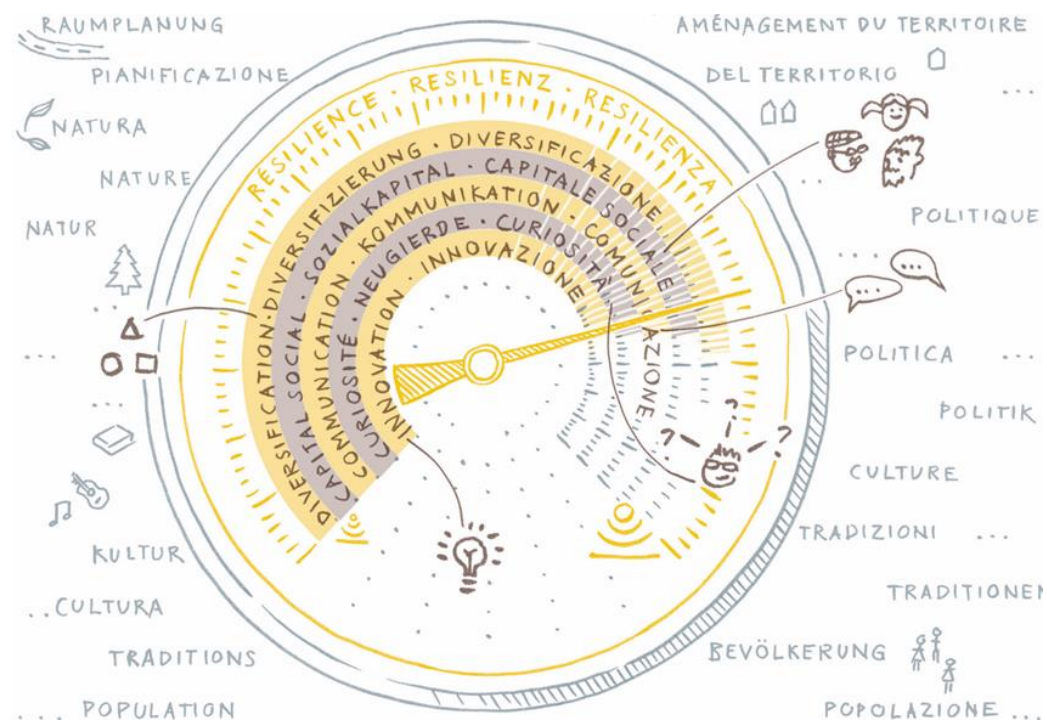 RAUMPLANUNG
AMÉNAGEMENT DU TERRITOIRE
PIANIFICAZIONE
DEL TERRITORIO
...
NATURA
NATURE
..
POLITIQUE
NATUR
....
..
...
POLITICA ...
...
POLITIK
CULTURE
TRADIZIONI ...
KULTUR
TRADITIONEN
.. CULTURA
TRADITIONS
BEVÖLKERUNG
... POPULATION
POPOLAZIONE ...
RÉSILIENCE · RESILIENZ · RESILIENZA
DIVERSIFICATION · DIVERSIFIZIERUNG · DIVERSIFICAZIONE
CAPITAL SOCIAL · SOZIALKAPITAL · CAPITALE SOCIALE
COMMUNICATION · KOMMUNIKATION · COMUNICAZIONE
CURIOSITÉ · NEUGIERDE · CURIOSITÀ
INNOVATION · INNOVAZIONE
...
...
? ? ?